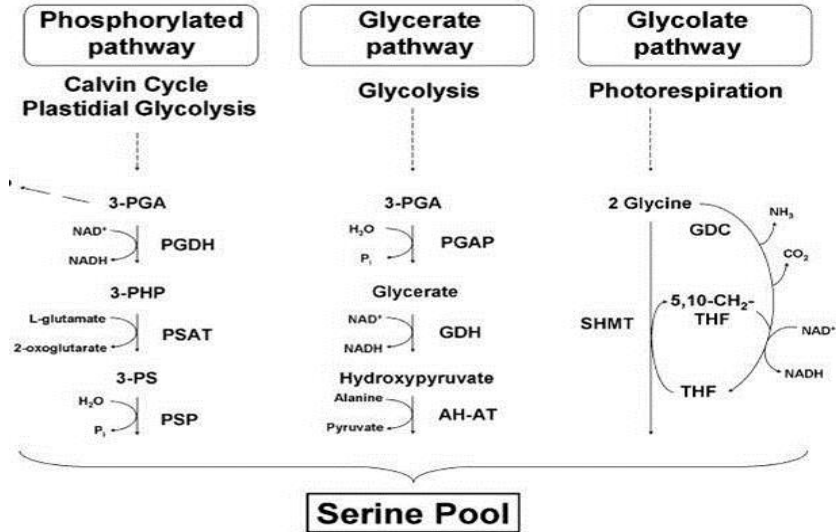 Phosphorylated
pathway
Calvin Cycle
Plastidial Glycolysis
3-PGA
NAD⁺
NADH
PGDH
3-PHP
L-glutamate
2-oxoglutarate
PSAT
3-PS
H₂O
Pᵢ
PSP
Glycerate
pathway
Glycolysis
3-PGA
H₂O
Pᵢ
PGAP
Glycerate
NAD⁺
NADH
GDH
Hydroxypyruvate
Alanine
Pyruvate
AH-AT
Glycolate
pathway
Photorespiration
2 Glycine
GDC
NH₃
CO₂
5,10-CH₂-
THF
SHMT
NAD⁺
NADH
THF
Serine Pool